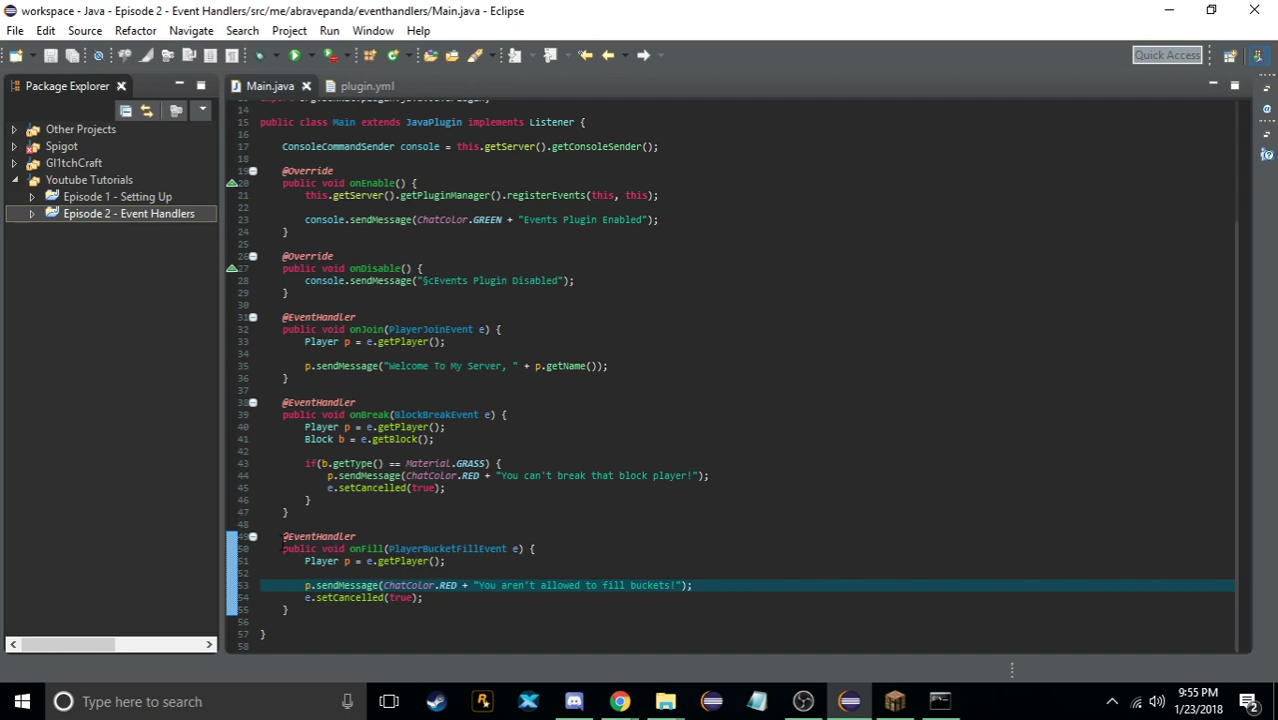 workspace - Java - Episode 2 - Event Handlers/src/me/abravepanda/eventhandlers/Main.java - Eclipse
File Edit Source Refactor Navigate Search Project Run Window Help
Quick Access
Package Explorer
Main.java
plugin.yml
Other Projects
Spigot
Gl1tchCraft
Youtube Tutorials
Episode 1 - Setting Up
Episode 2 - Event Handlers
14
15 public class Main extends JavaPlugin implements Listener {
16
17 ConsoleCommandSender console = this.getServer().getConsoleSender();
18
19 @Override
20 public void onEnable() {
21 this.getServer().getPluginManager().registerEvents(this, this);
22
23 console.sendMessage(ChatColor.GREEN + "Events Plugin Enabled");
24 }
25
26 @Override
27 public void onDisable() {
28 console.sendMessage("§cEvents Plugin Disabled");
29 }
30
31 @EventHandler
32 public void onJoin(PlayerJoinEvent e) {
33 Player p = e.getPlayer();
34
35 p.sendMessage("Welcome To My Server, " + p.getName());
36 }
37
38 @EventHandler
39 public void onBreak(BlockBreakEvent e) {
40 Player p = e.getPlayer();
41 Block b = e.getBlock();
42
43 if(b.getType() == Material.GRASS) {
44 p.sendMessage(ChatColor.RED + "You can't break that block player!");
45 e.setCancelled(true);
46 }
47 }
48
49 @EventHandler
50 public void onFill(PlayerBucketFillEvent e) {
51 Player p = e.getPlayer();
52
53 p.sendMessage(ChatColor.RED + "You aren't allowed to fill buckets!");
54 e.setCancelled(true);
55 }
56
57 }
58
Type here to search
9:55 PM
1/23/2018
2